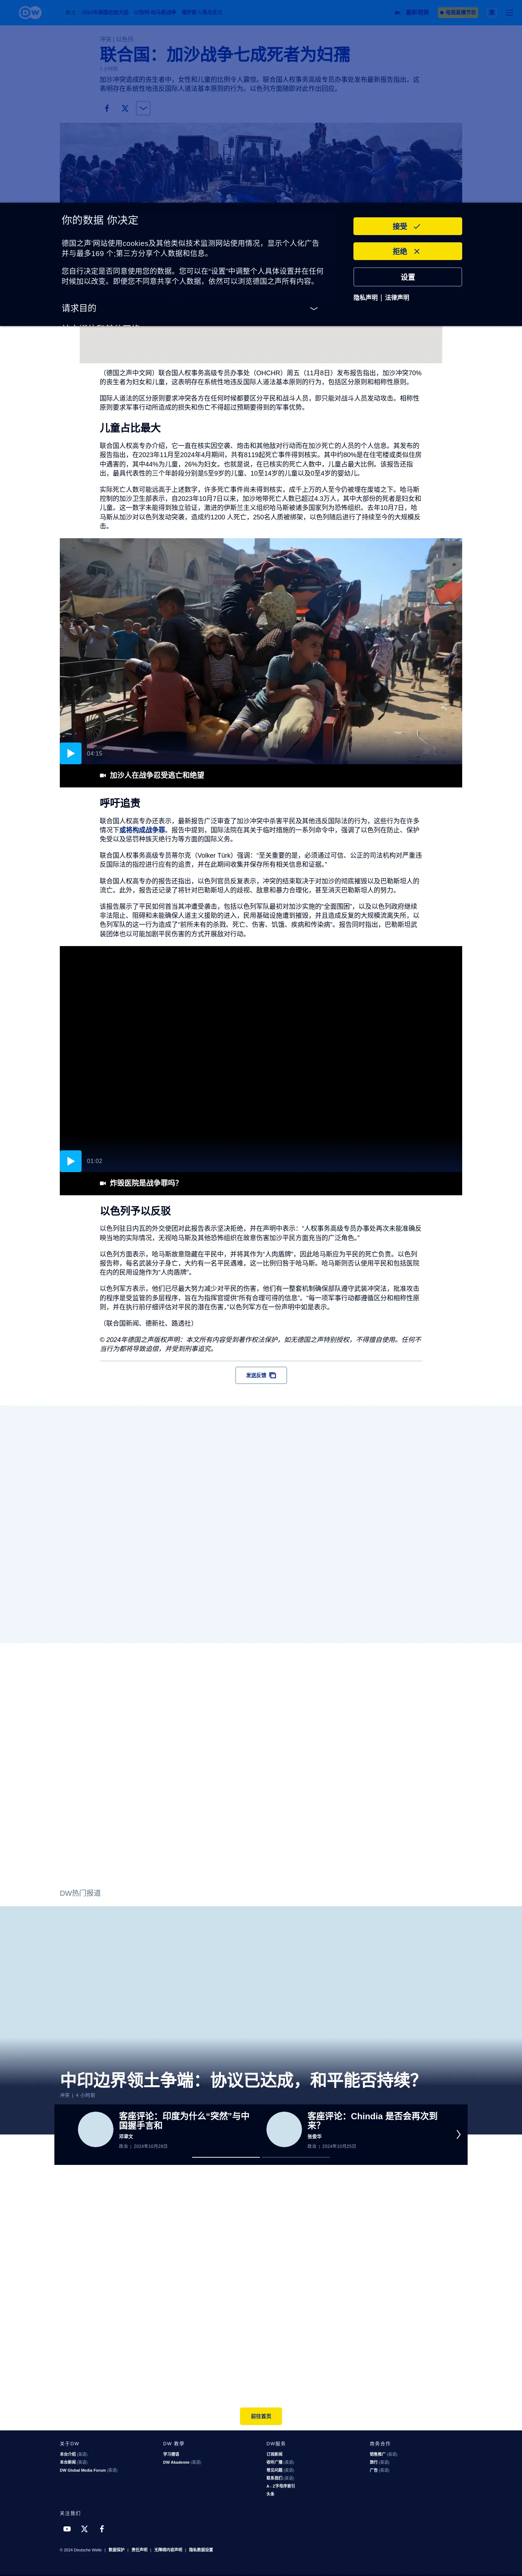 DW
最新视频
冲突 | 以色列
联合国：加沙战争七成死者为妇孺
加沙冲突造成的丧生者中，女性和儿童的比例令人震惊。联合国人权事务高级专员办事处发布最新报告指出，这
表明存在系统性地违反国际人道法基本原则的行为。以色列方面随即对此作出回应。
你的数据 你决定
德国之声'网站使用cookies及其他类似技术监测网站使用情况，显示个人化广告
并与最多169 个;第三方分享个人数据和信息。
您自行决定是否同意使用您的数据。您可以在“设置”中调整个人具体设置并在任何
时候加以改变。即便您不同意共享个人数据，依然可以浏览德国之声所有内容。
请求目的
接受
拒绝
设置
隐私声明 | 法律声明
（德国之声中文网）联合国人权事务高级专员办事处（OHCHR）周五（11月8日）发布报告指出，加沙冲突70%
的丧生者为妇女和儿童，这表明存在系统性地违反国际人道法基本原则的行为，包括区分原则和相称性原则。
国际人道法的区分原则要求冲突各方在任何时候都要区分平民和战斗人员，即只能对战斗人员发动攻击。相称性
原则要求军事行动所造成的损失和伤亡不得超过预期要得到的军事优势。
儿童占比最大
联合国人权高专办介绍，它一直在核实因空袭、炮击和其他敌对行动而在加沙死亡的人员的个人信息。其发布的
报告指出，在2023年11月至2024年4月期间，共有8119起死亡事件得到核实。其中约80%是在住宅楼或类似住房
中遇害的，其中44%为儿童，26%为妇女。也就是说，在已核实的死亡人数中，儿童占最大比例。该报告还指
出，最具代表性的三个年龄段分别是5至9岁的儿童、10至14岁的儿童以及0至4岁的婴幼儿。
实际死亡人数可能远高于上述数字，许多死亡事件尚未得到核实，成千上万的人至今仍被埋在废墟之下。哈马斯
控制的加沙卫生部表示，自2023年10月7日以来，加沙地带死亡人数已超过4.3万人，其中大部份的死者是妇女和
儿童。这一数字未能得到独立验证，激进的伊斯兰主义组织哈马斯被诸多国家列为恐怖组织。去年10月7日，哈
马斯从加沙对以色列发动突袭，造成约1200 人死亡，250名人质被绑架，以色列随后进行了持续至今的大规模反
击。
04:15
加沙人在战争忍受逃亡和绝望
呼吁追责
联合国人权高专办还表示，最新报告广泛审查了加沙冲突中杀害平民及其他违反国际法的行为，这些行为在许多
情况下或将构成战争罪。报告中提到，国际法院在其关于临时措施的一系列命令中，强调了以色列在防止、保护
免受以及惩罚种族灭绝行为等方面的国际义务。
联合国人权事务高级专员蒂尔克（Volker Türk）强调：“至关重要的是，必须通过可信、公正的司法机构对严重违
反国际法的指控进行应有的追责，并在此期间收集并保存所有相关信息和证据。”
联合国人权高专办的报告还指出，以色列官员反复表示，冲突的结束取决于对加沙的彻底摧毁以及巴勒斯坦人的
流亡。此外，报告还记录了将针对巴勒斯坦人的歧视、敌意和暴力合理化，甚至消灭巴勒斯坦人的努力。
该报告展示了平民如何首当其冲遭受袭击，包括以色列军队最初对加沙实施的“全面围困”，以及以色列政府继续
非法阻止、阻碍和未能确保人道主义援助的进入，民用基础设施遭到摧毁，并且造成反复的大规模流离失所，以
色列军队的这一行为造成了“前所未有的杀戮、死亡、伤害、饥饿、疾病和传染病”。报告同时指出，巴勒斯坦武
装团体也以可能加剧平民伤害的方式开展敌对行动。
01:02
炸毁医院是战争罪吗？
以色列予以反驳
以色列驻日内瓦的外交使团对此报告表示坚决拒绝，并在声明中表示：“人权事务高级专员办事处再次未能准确反
映当地的实际情况，无视哈马斯及其他恐怖组织在故意伤害加沙平民方面充当的广泛角色。”
以色列方面表示，哈马斯故意隐藏在平民中，并将其作为“人肉盾牌”，因此哈马斯应为平民的死亡负责。以色列
报告称，每名武装分子身亡，大约有一名平民遇难，这一比例归咎于哈马斯。哈马斯则否认使用平民和包括医院
在内的民用设施作为“人肉盾牌”。
以色列军方表示，他们已尽最大努力减少对平民的伤害，他们有一整套机制确保部队遵守武装冲突法，批准攻击
的程序是受监管的多层程序，旨在为指挥官提供“所有合理可得的信息”。“每一项军事行动都遵循区分和相称性原
则，并在执行前仔细评估对平民的潜在伤害，”以色列军方在一份声明中如是表示。
（联合国新闻、德新社、路透社）
© 2024年德国之声版权声明：本文所有内容受到著作权法保护，如无德国之声特别授权，不得擅自使用。任何不
当行为都将导致追偿，并受到刑事追究。
发送反馈
DW热门报道
中印边界领土争端：协议已达成，和平能否持续？
冲突 | 4 小时前
客座评论：印度为什么“突然”与中
国握手言和
邓聿文
政治 | 2024年10月28日
客座评论：Chindia 是否会再次到
来？
张俊华
政治 | 2024年10月25日
前往首页
关于DW
本台介绍 (英语)
本台新闻 (英语)
DW Global Media Forum (英语)
DW 教學
学习德语
DW Akademie (英语)
DW服务
订阅新闻
收听广播 (英语)
常见问题 (英语)
联系我们 (英语)
A - Z字母序索引
头条
商务合作
销售推广 (英语)
旅行 (英语)
广告 (英语)
关注我们
© 2024 Deutsche Welle | 数据保护 | 责任声明 | 无障碍内容声明 | 隐私数据设置